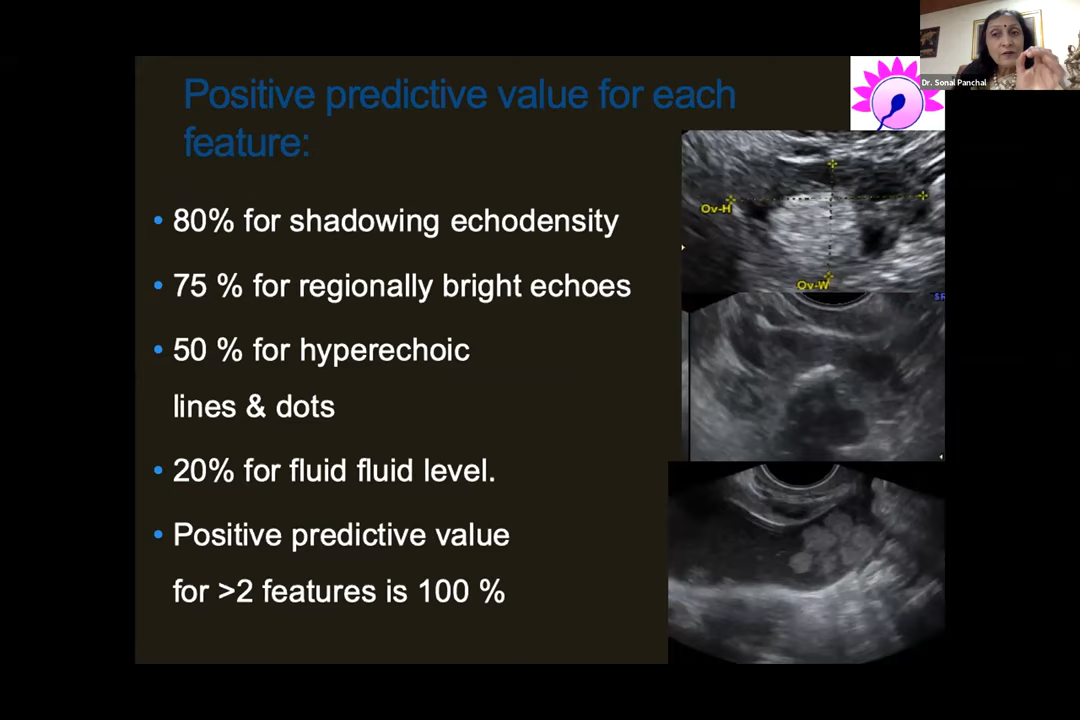 Dr. Sonal Panchal
Positive predictive value for each
feature:
• 80% for shadowing echodensity
• 75 % for regionally bright echoes
• 50 % for hyperechoic
lines & dots
• 20% for fluid fluid level.
• Positive predictive value
for >2 features is 100 %
Ov-H
Ov-W
SR